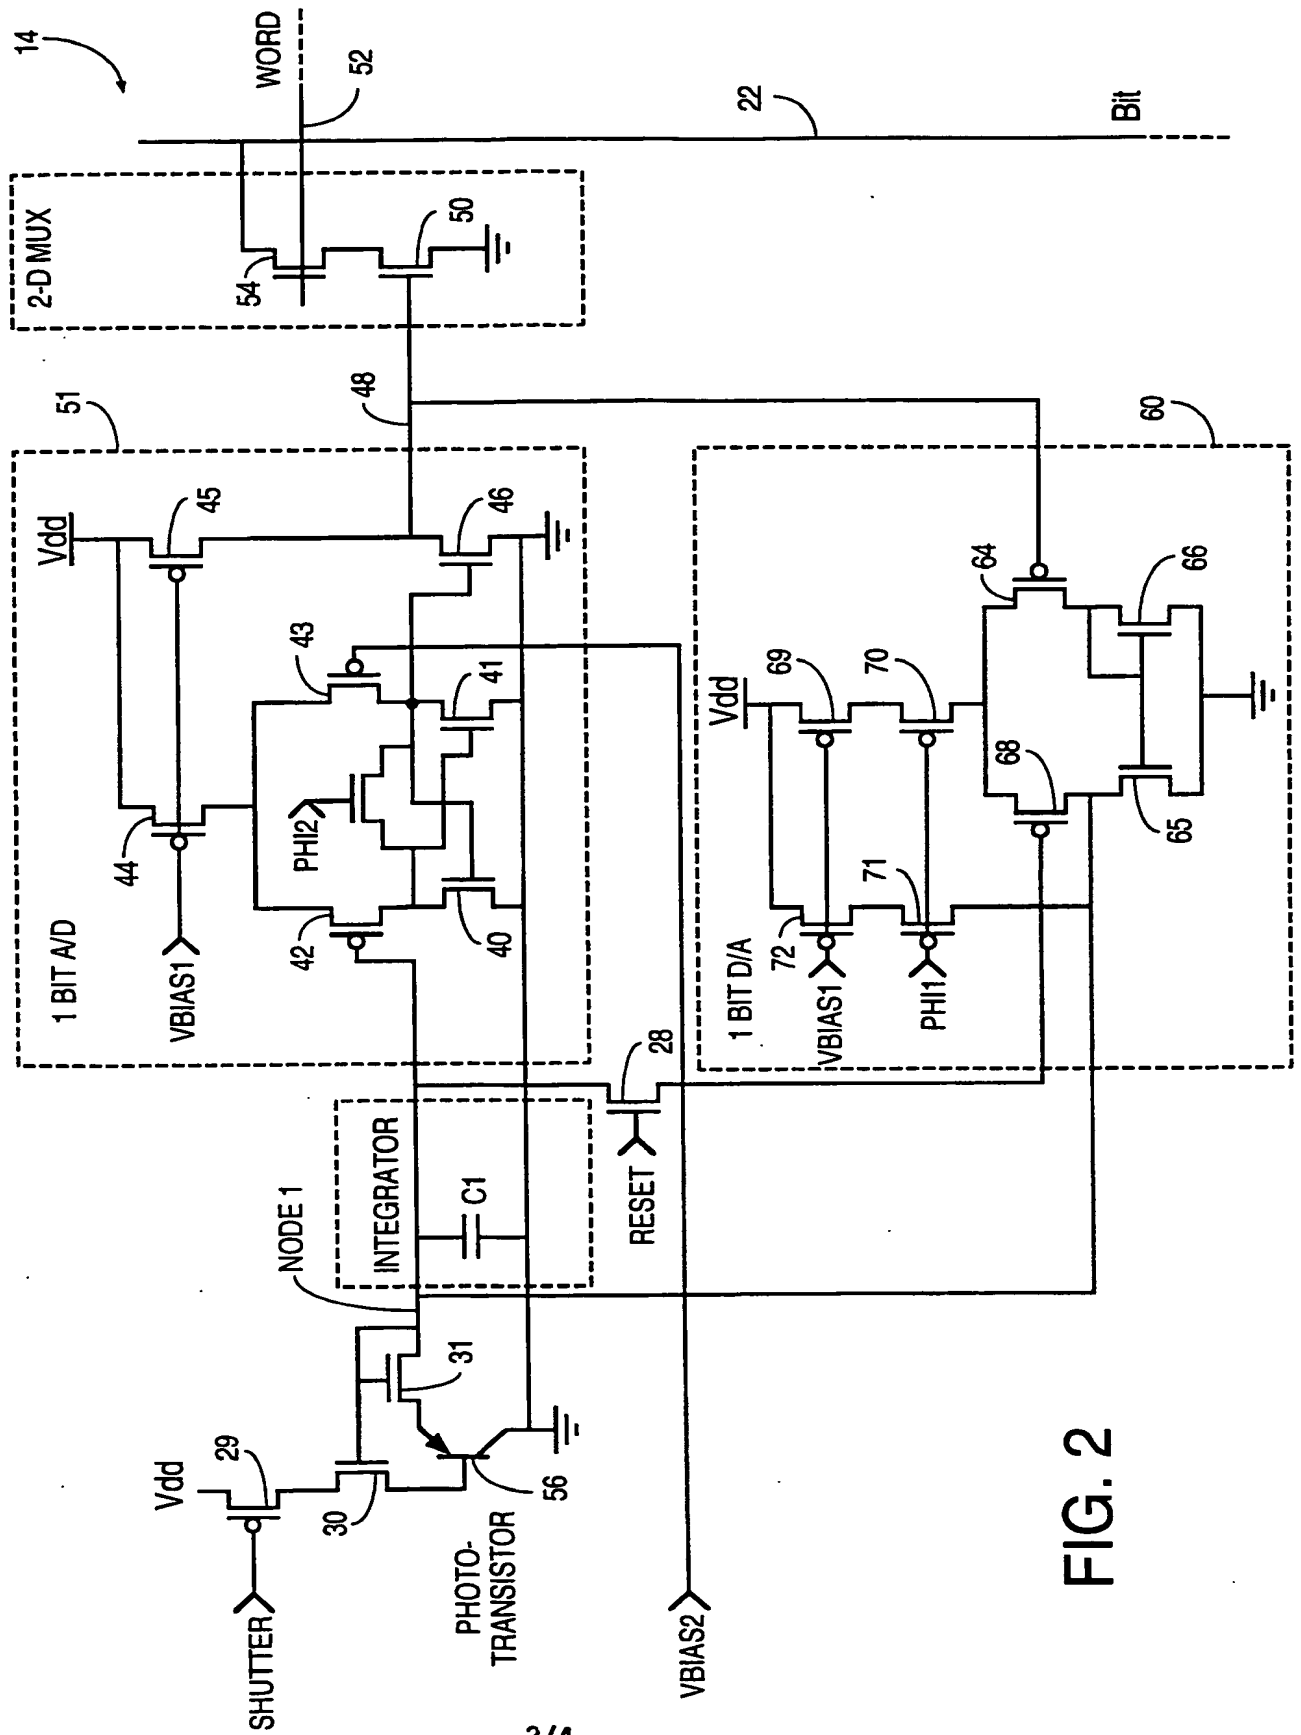 14
WORD
52
22
Bit
2-D MUX
54
50
51
48
1 BIT A/D
Vdd
45
44
VBIAS1
46
43
PHI2
41
42
40
60
1 BIT D/A
Vdd
69
70
72
71
VBIAS1
PHI1
64
68
66
65
28
RESET
INTEGRATOR
C1
NODE 1
31
Vdd
29
30
56
SHUTTER
PHOTO-
TRANSISTOR
VBIAS2
FIG. 2